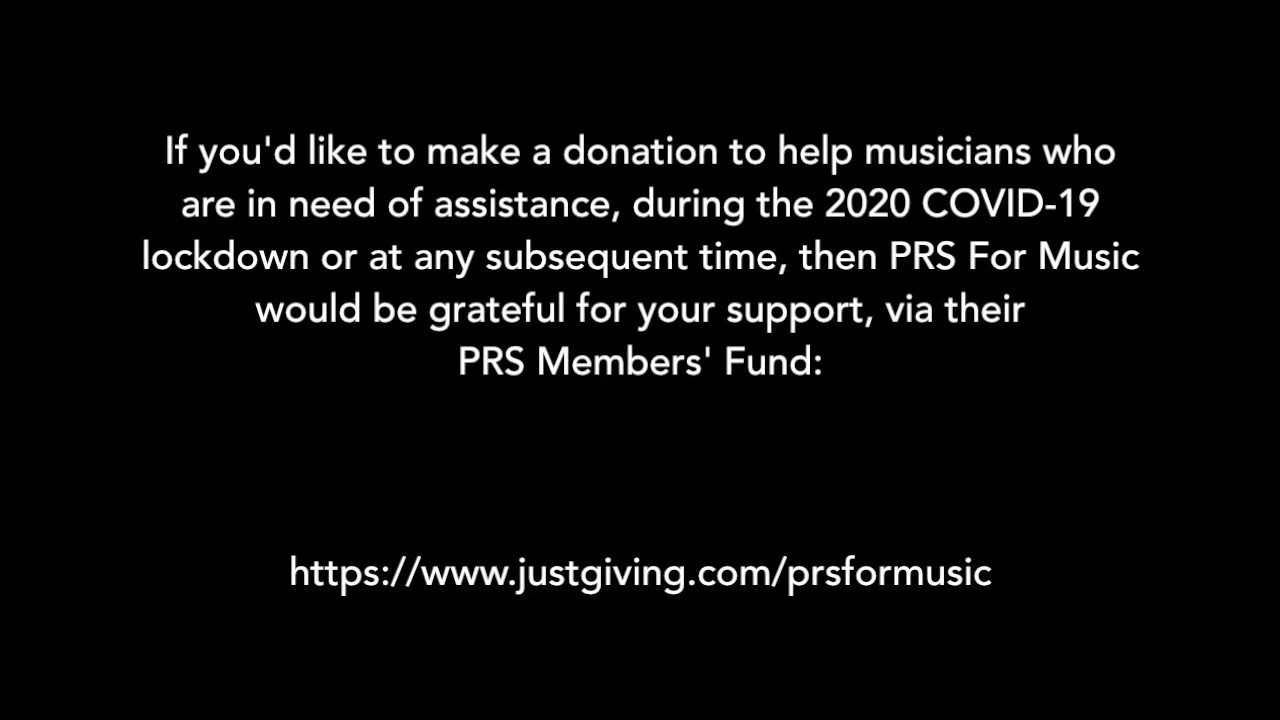 If you'd like to make a donation to help musicians who
are in need of assistance, during the 2020 COVID-19
lockdown or at any subsequent time, then PRS For Music
would be grateful for your support, via their
PRS Members' Fund:
https://www.justgiving.com/prsformusic